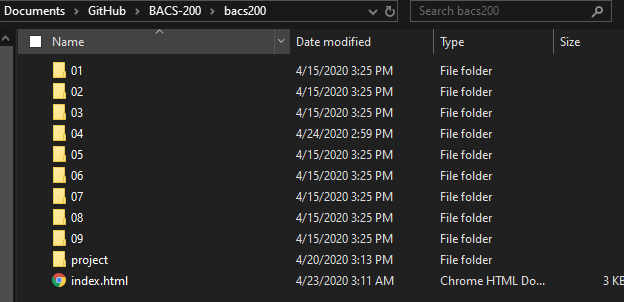 Documents > GitHub > BACS-200 > bacs200 Search bacs200
Name Date modified Type Size
01 4/15/2020 3:25 PM File folder
02 4/15/2020 3:25 PM File folder
03 4/15/2020 3:25 PM File folder
04 4/24/2020 2:59 PM File folder
05 4/15/2020 3:25 PM File folder
06 4/15/2020 3:25 PM File folder
07 4/15/2020 3:25 PM File folder
08 4/15/2020 3:25 PM File folder
09 4/15/2020 3:25 PM File folder
project 4/20/2020 3:13 PM File folder
index.html 4/23/2020 3:11 AM Chrome HTML Do... 3 KB